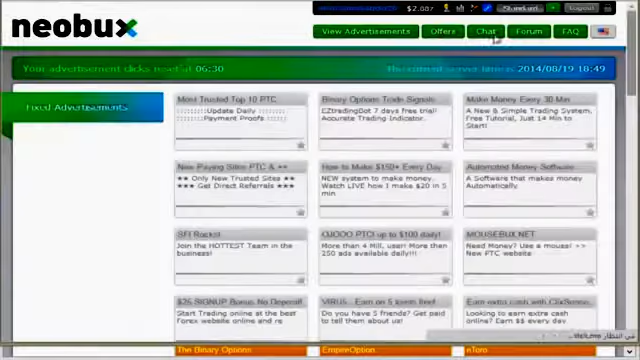 $2.087
Standard
Logout
neobux
View Advertisements
Offers
Chat
Forum
FAQ
Your advertisement clicks reset at 06:30
2014/08/19 18:49
Fixed Advertisements
Most Trusted Top 10 PTC
:::::::::Update Daily :::::::::
:::::::::Payment Proofs :::::::::
Binary Options Trade Signals
EZtradingDot 7 days free trial!
Accurate Trading Indicator.
Make Money Every 30 Min
A New & Simple Trading System,
Free Tutorial, Just 14 Min to
Start!
New Paying Sites PTC & ++
★★ Only New Trusted Sites ★★
★★★ Get Direct Referrals ★★★
How to Make $150+ Every Day
NEW system to make money.
Watch LIVE how I make $20 in 5
min
Automated Money Software
A Software that makes money
Automatically.
SFI Rocks!
Join the HOTTEST Team in the
business!
OJOOO PTC! up to $100 daily!
More than 4 Mill. user! More then
250 ads available daily!!!
MOUSEBUX.NET
Need Money? Use a mouse! >>
New PTC website
$25 SIGNUP Bonus No Deposit!
Start Trading online at the best
Forex website online and re
VIRUS - Earn on 5 levels free!
Do you have 5 friends? Get paid
to tell them about us!
Earn extra cash with ClixSense
Looking to earn extra cash with
$$ every day
The Binary Options
EmpireOption
eToro
في انتظار